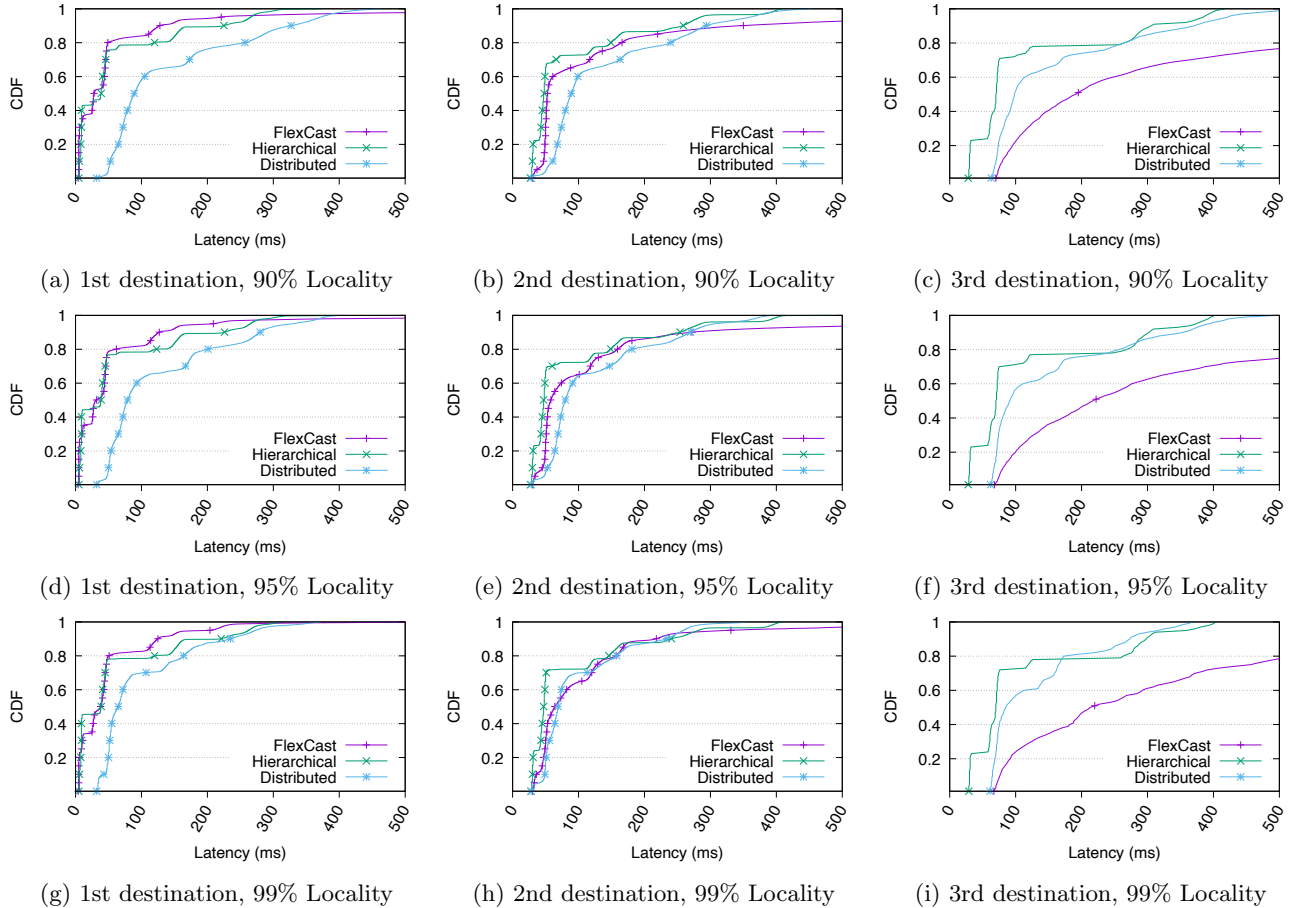 1
0.8
0.6
0.4
0.2
CDF
FlexCast
Hierarchical
Distributed
0
100
200
300
400
500
Latency (ms)
(a) 1st destination, 90% Locality
1
0.8
0.6
0.4
0.2
CDF
FlexCast
Hierarchical
Distributed
0
100
200
300
400
500
Latency (ms)
(b) 2nd destination, 90% Locality
1
0.8
0.6
0.4
0.2
CDF
FlexCast
Hierarchical
Distributed
0
100
200
300
400
500
Latency (ms)
(c) 3rd destination, 90% Locality
1
0.8
0.6
0.4
0.2
CDF
FlexCast
Hierarchical
Distributed
0
100
200
300
400
500
Latency (ms)
(d) 1st destination, 95% Locality
1
0.8
0.6
0.4
0.2
CDF
FlexCast
Hierarchical
Distributed
0
100
200
300
400
500
Latency (ms)
(e) 2nd destination, 95% Locality
1
0.8
0.6
0.4
0.2
CDF
FlexCast
Hierarchical
Distributed
0
100
200
300
400
500
Latency (ms)
(f) 3rd destination, 95% Locality
1
0.8
0.6
0.4
0.2
CDF
FlexCast
Hierarchical
Distributed
0
100
200
300
400
500
Latency (ms)
(g) 1st destination, 99% Locality
1
0.8
0.6
0.4
0.2
CDF
FlexCast
Hierarchical
Distributed
0
100
200
300
400
500
Latency (ms)
(h) 2nd destination, 99% Locality
1
0.8
0.6
0.4
0.2
CDF
FlexCast
Hierarchical
Distributed
0
100
200
300
400
500
Latency (ms)
(i) 3rd destination, 99% Locality